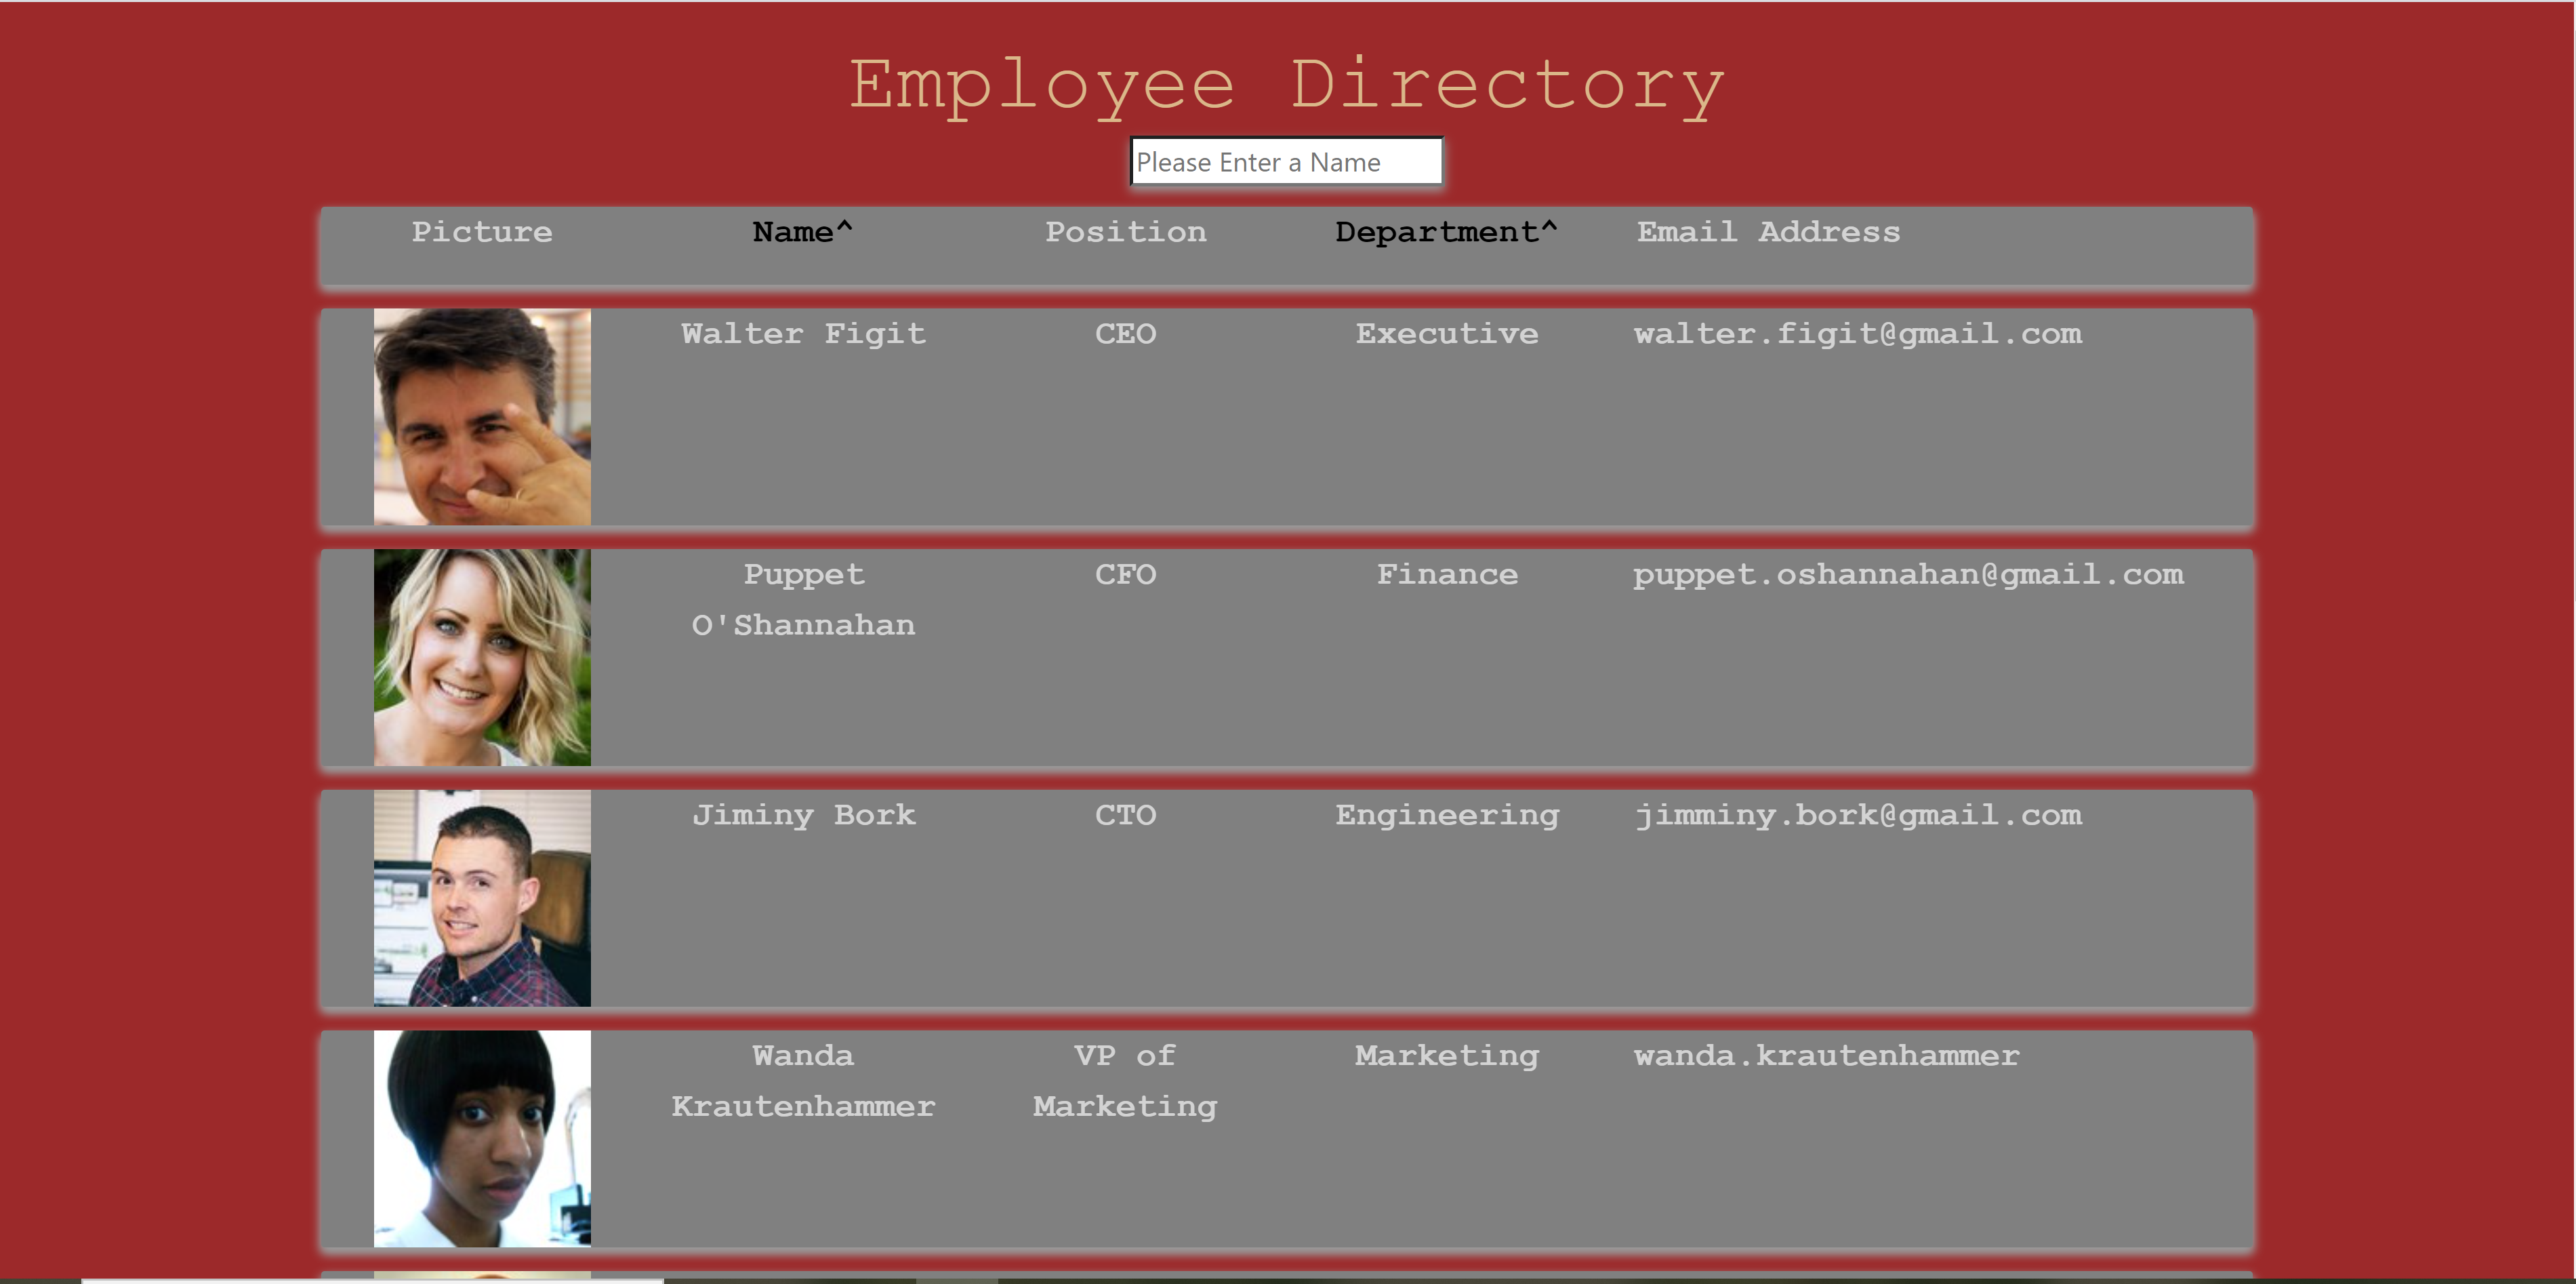 Employee Directory
Please Enter a Name
Picture Name^ Position Department^ Email Address
Walter Figit CEO Executive walter.figit@gmail.com
Puppet CFO Finance puppet.oshannahan@gmail.com
O'Shannahan
Jiminy Bork CTO Engineering jimminy.bork@gmail.com
Wanda VP of Marketing wanda.krautenhammer
Krautenhammer Marketing